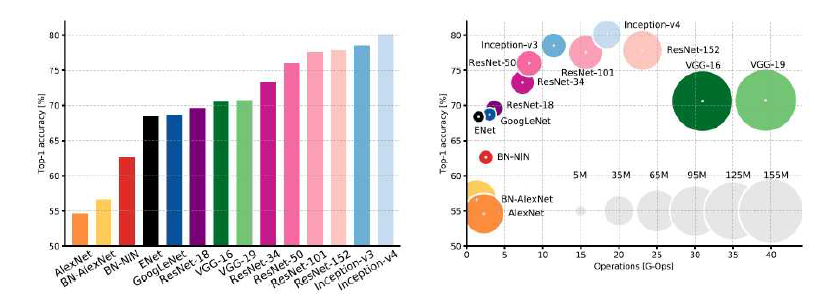 Top-1 accuracy [%]
80
75
70
65
60
55
50
AlexNet
BN-AlexNet
BN-NIN
ENet
GoogLeNet
ResNet-18
VGG-16
VGG-19
ResNet-34
ResNet-50
ResNet-101
ResNet-152
Inception-v3
Inception-v4
Top-1 accuracy [%]
80
75
70
65
60
55
50
Inception-v4
Inception-v3
ResNet-152
ResNet-50
VGG-16
VGG-19
ResNet-101
ResNet-34
ResNet-18
GoogLeNet
ENet
BN-NIN
5M 35M 65M 95M 125M 155M
BN-AlexNet
AlexNet
0 5 10 15 20 25 30 35 40
Operations [G-Ops]